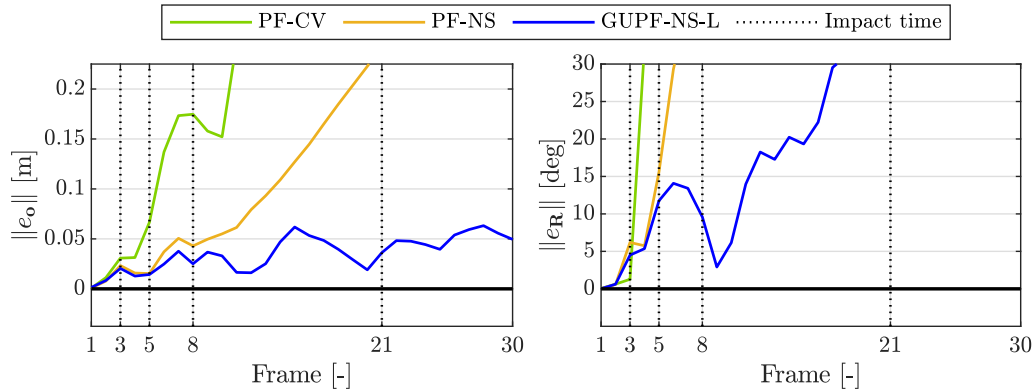 PF-CV PF-NS GUPF-NS-L Impact time
0.2
0.15
0.1
0.05
0
‖e_o‖ [m]
1 3 5 8 21 30
Frame [-]
30
25
20
15
10
5
0
‖e_R‖ [deg]
1 3 5 8 21 30
Frame [-]